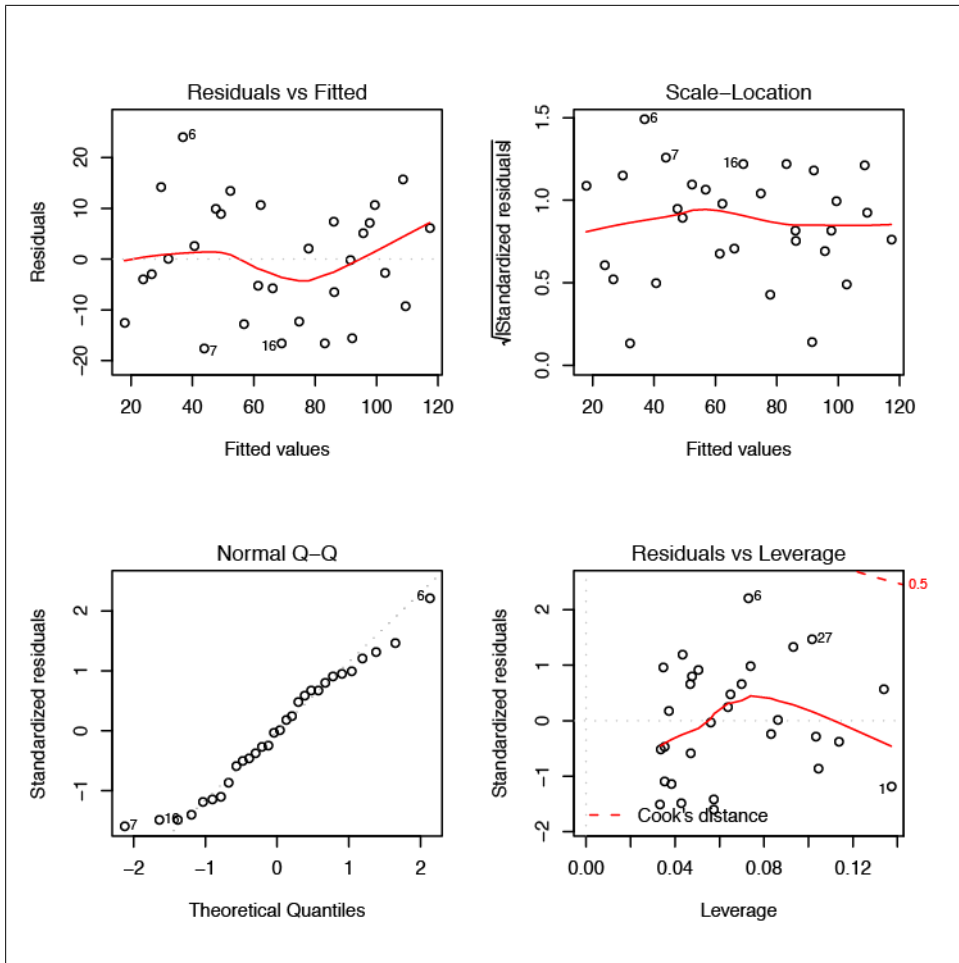 Residuals vs Fitted
Residuals
20
10
0
−10
−20
6
7
16
20 40 60 80 100 120
Fitted values
Scale−Location
√|Standardized residuals|
1.5
1.0
0.5
0.0
6
7
16
20 40 60 80 100 120
Fitted values
Normal Q−Q
Standardized residuals
2
1
0
−1
6
7
16
−2 −1 0 1 2
Theoretical Quantiles
Residuals vs Leverage
Standardized residuals
2
1
0
−1
−2
0.5
6
27
1
Cook's distance
0.00 0.04 0.08 0.12
Leverage